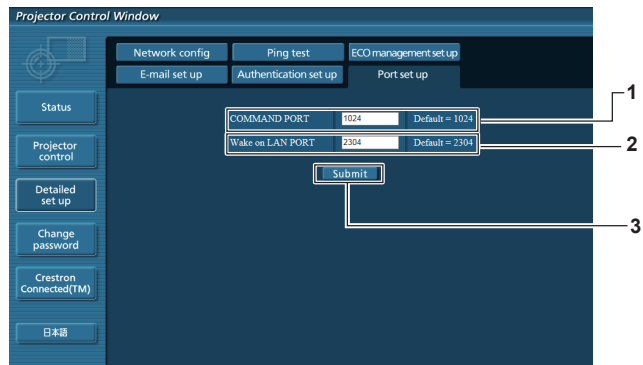 Projector Control Window
Network config Ping test ECO management set up
E-mail set up Authentication set up Port set up
Status
Projector
control
Detailed
set up
Change
password
Crestron
Connected(TM)
日本語
COMMAND PORT 1024 Default = 1024
Wake on LAN PORT 2304 Default = 2304
Submit
1
2
3